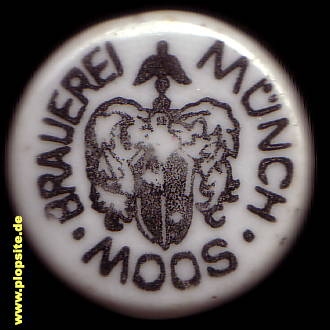 BRAUEREI MÜNCH
· MOOS ·
www.plopsite.de